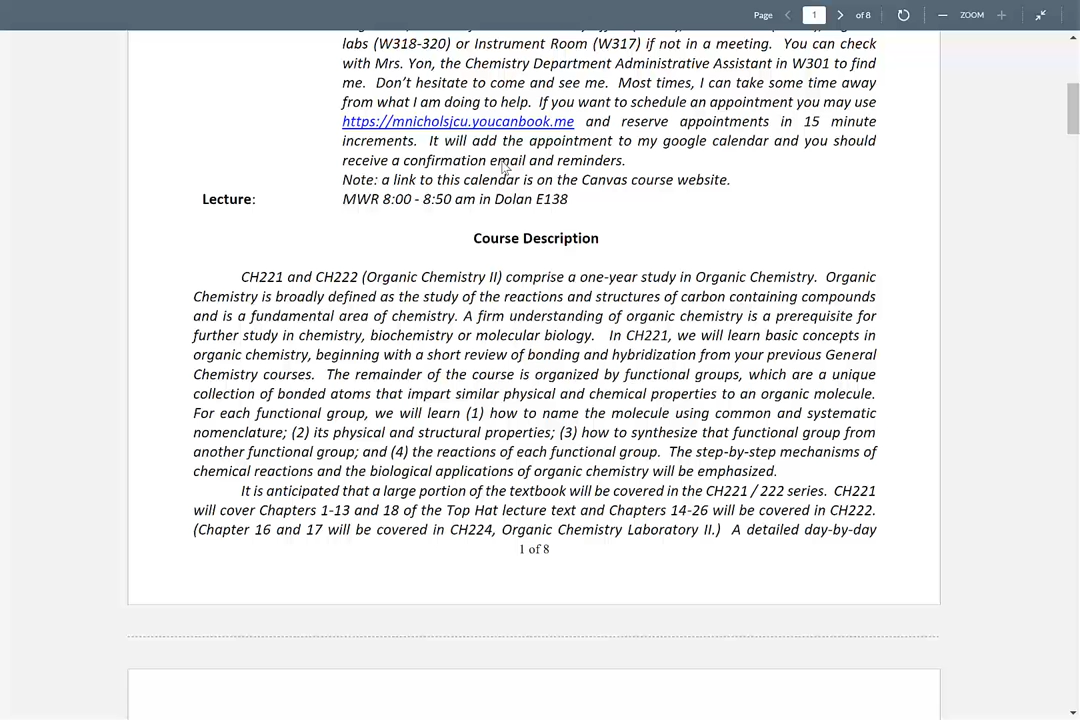 Page 1 of 8 ZOOM
labs (W318-320) or Instrument Room (W317) if not in a meeting. You can check
with Mrs. Yon, the Chemistry Department Administrative Assistant in W301 to find
me. Don’t hesitate to come and see me. Most times, I can take some time away
from what I am doing to help. If you want to schedule an appointment you may use
https://mnicholsjcu.youcanbook.me and reserve appointments in 15 minute
increments. It will add the appointment to my google calendar and you should
receive a confirmation email and reminders.
Note: a link to this calendar is on the Canvas course website.
Lecture: MWR 8:00 - 8:50 am in Dolan E138
Course Description
CH221 and CH222 (Organic Chemistry II) comprise a one-year study in Organic Chemistry. Organic
Chemistry is broadly defined as the study of the reactions and structures of carbon containing compounds
and is a fundamental area of chemistry. A firm understanding of organic chemistry is a prerequisite for
further study in chemistry, biochemistry or molecular biology. In CH221, we will learn basic concepts in
organic chemistry, beginning with a short review of bonding and hybridization from your previous General
Chemistry courses. The remainder of the course is organized by functional groups, which are a unique
collection of bonded atoms that impart similar physical and chemical properties to an organic molecule.
For each functional group, we will learn (1) how to name the molecule using common and systematic
nomenclature; (2) its physical and structural properties; (3) how to synthesize that functional group from
another functional group; and (4) the reactions of each functional group. The step-by-step mechanisms of
chemical reactions and the biological applications of organic chemistry will be emphasized.
It is anticipated that a large portion of the textbook will be covered in the CH221 / 222 series. CH221
will cover Chapters 1-13 and 18 of the Top Hat lecture text and Chapters 14-26 will be covered in CH222.
(Chapter 16 and 17 will be covered in CH224, Organic Chemistry Laboratory II.) A detailed day-by-day
1 of 8